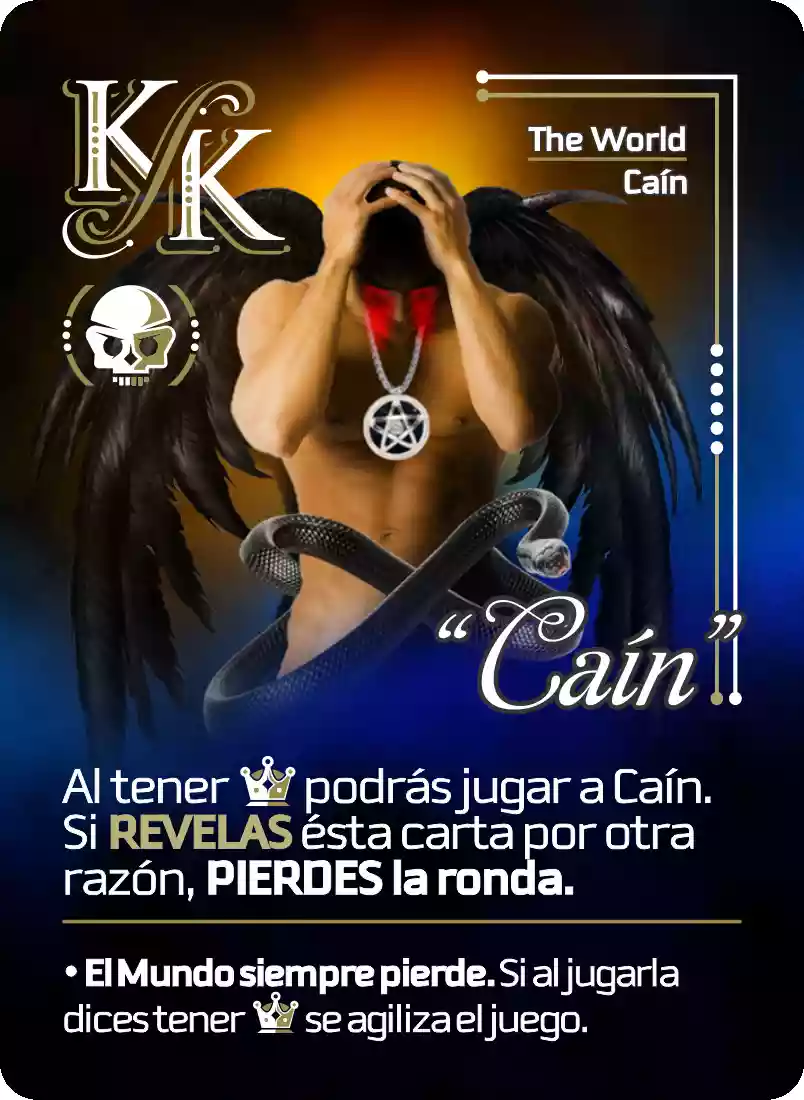 K K
The World
Caín
“Caín”
Al tener podrás jugar a Caín.
Si REVELAS ésta carta por otra
razón, PIERDES la ronda.
• El Mundo siempre pierde. Si al jugarla
dices tener se agiliza el juego.